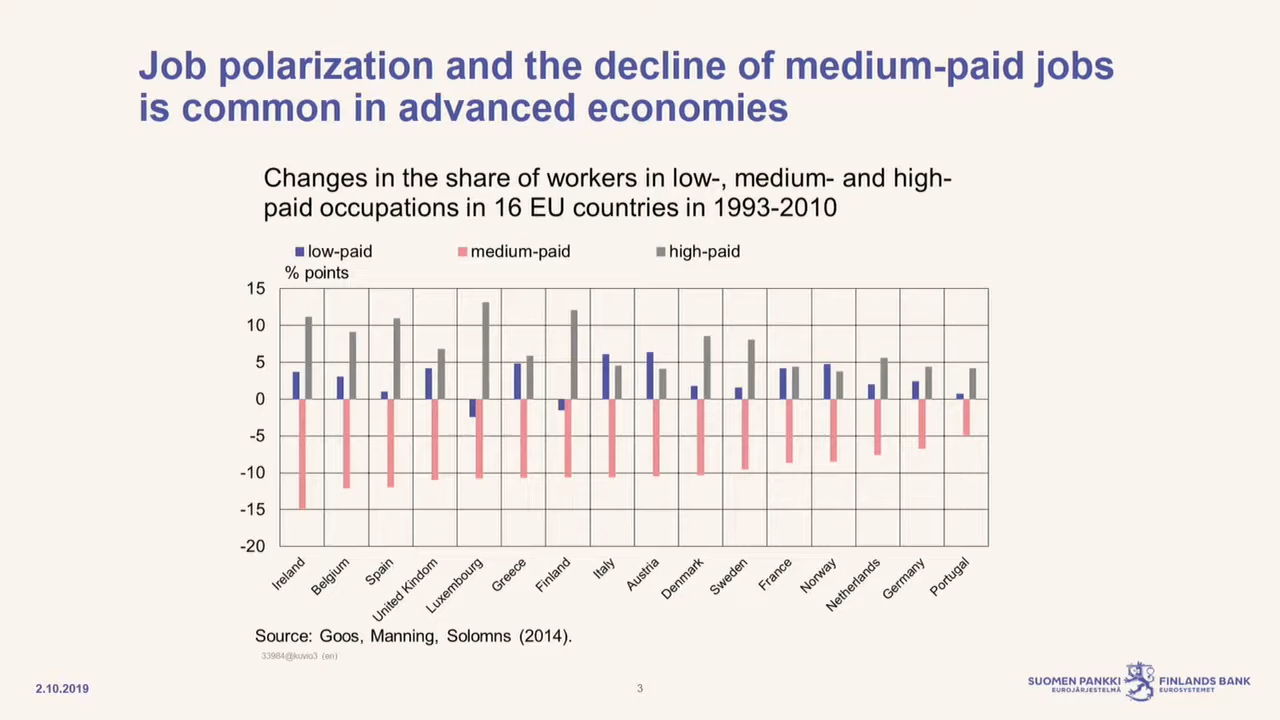 Job polarization and the decline of medium-paid jobs
is common in advanced economies
Changes in the share of workers in low-, medium- and high-
paid occupations in 16 EU countries in 1993-2010
low-paid
medium-paid
high-paid
% points
15
10
5
0
-5
-10
-15
-20
Ireland
Belgium
Spain
United Kindom
Luxembourg
Greece
Finland
Italy
Austria
Denmark
Sweden
France
Norway
Netherlands
Germany
Portugal
Source: Goos, Manning, Solomns (2014).
33984@kuvio3 (en)
2.10.2019
3
SUOMEN PANKKI
EUROJÄRJESTELMÄ
FINLANDS BANK
EUROSYSTEMET